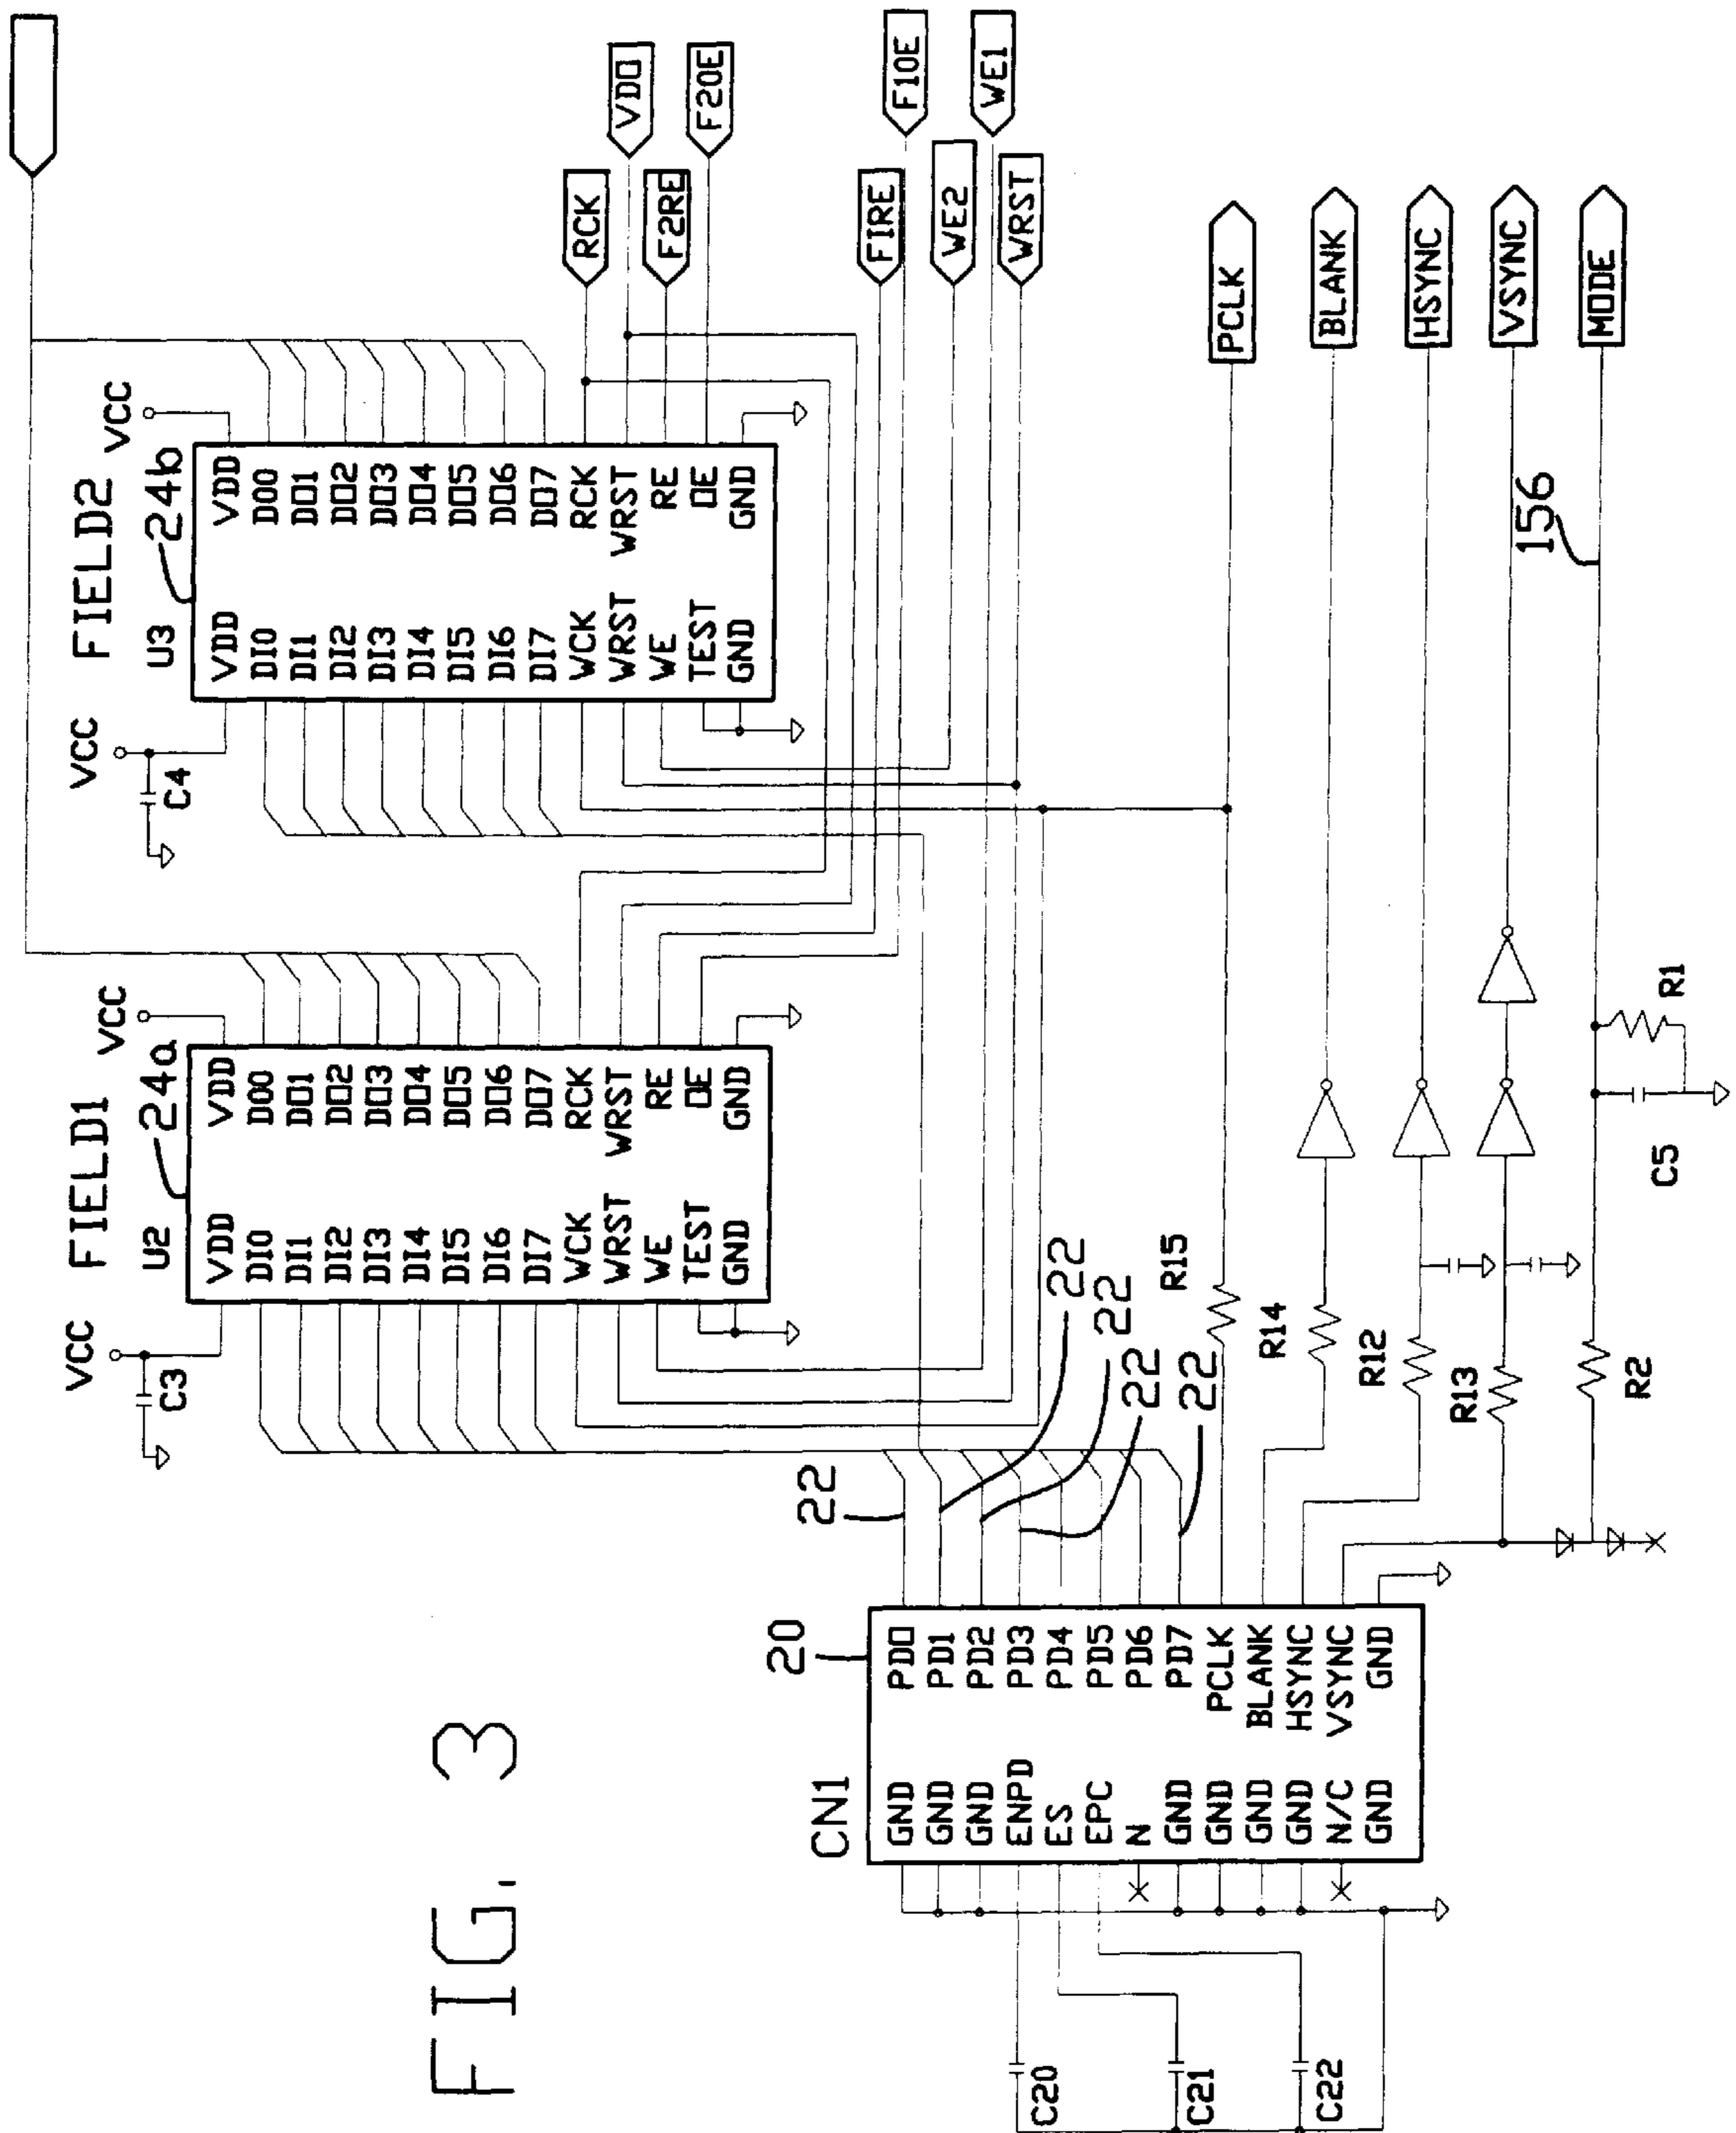 FIG. 3
FIELD1
U2
24a
VCC
VCC
C3
VDD
DI0
DI1
DI2
DI3
DI4
DI5
DI6
DI7
WCK
WRST
WE
TEST
GND
VDD
DO0
DO1
DO2
DO3
DO4
DO5
DO6
DO7
RCK
WRST
RE
OE
GND
FIELD2
U3
24b
VCC
VCC
C4
VDD
DI0
DI1
DI2
DI3
DI4
DI5
DI6
DI7
WCK
WRST
WE
TEST
GND
VDD
DO0
DO1
DO2
DO3
DO4
DO5
DO6
DO7
RCK
WRST
RE
OE
GND
RCK
VDO
F2RE
F2OE
FIRE
F1OE
WE2
WE1
WRST
PCLK
BLANK
HSYNC
VSYNC
MODE
156
CN1
20
GND
GND
GND
ENPD
ES
EPC
N
GND
GND
GND
GND
N/C
GND
PD0
PD1
PD2
PD3
PD4
PD5
PD6
PD7
PCLK
BLANK
HSYNC
VSYNC
GND
22
22
22
22
22
R15
R14
R12
R13
R2
R1
C5
C20
C21
C22